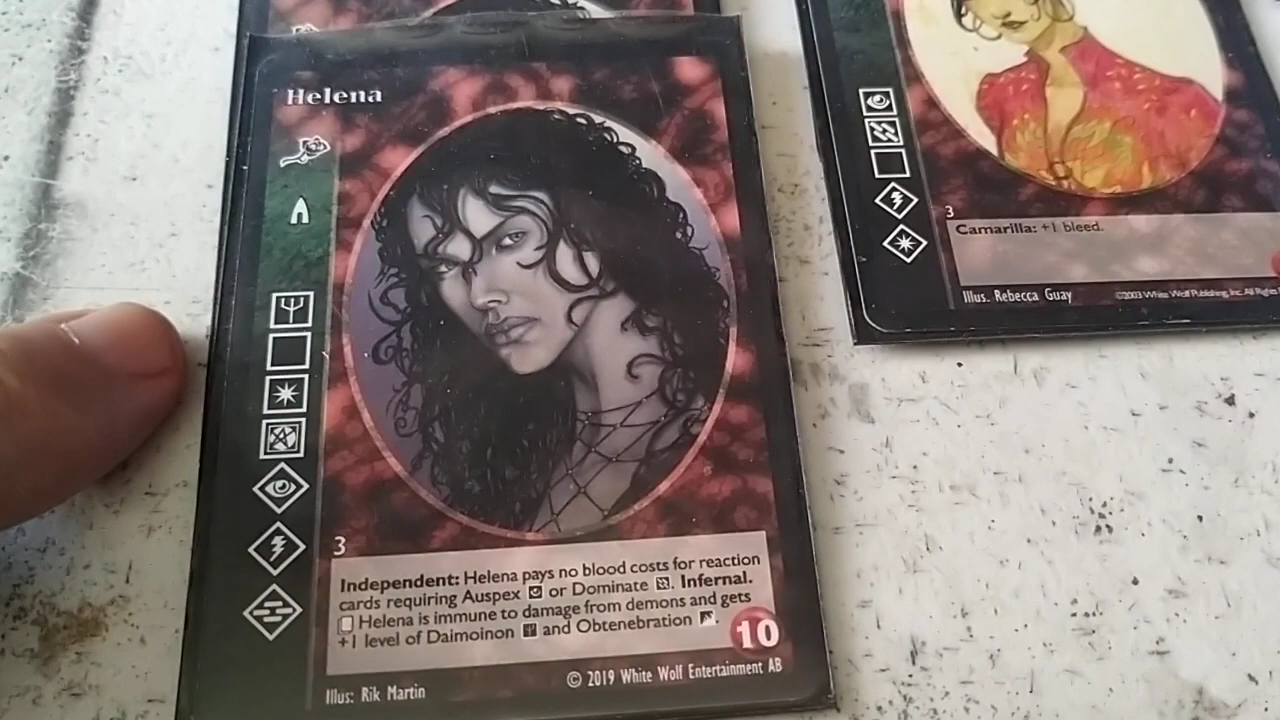 Helena
3
Independent: Helena pays no blood costs for reaction
cards requiring Auspex or Dominate. Infernal.
Helena is immune to damage from demons and gets
+1 level of Daimoinon and Obtenebration.
10
Illus: Rik Martin
© 2019 White Wolf Entertainment AB
3
Camarilla: +1 bleed.
Illus. Rebecca Guay
©2003 White Wolf Publishing, Inc. All Rights